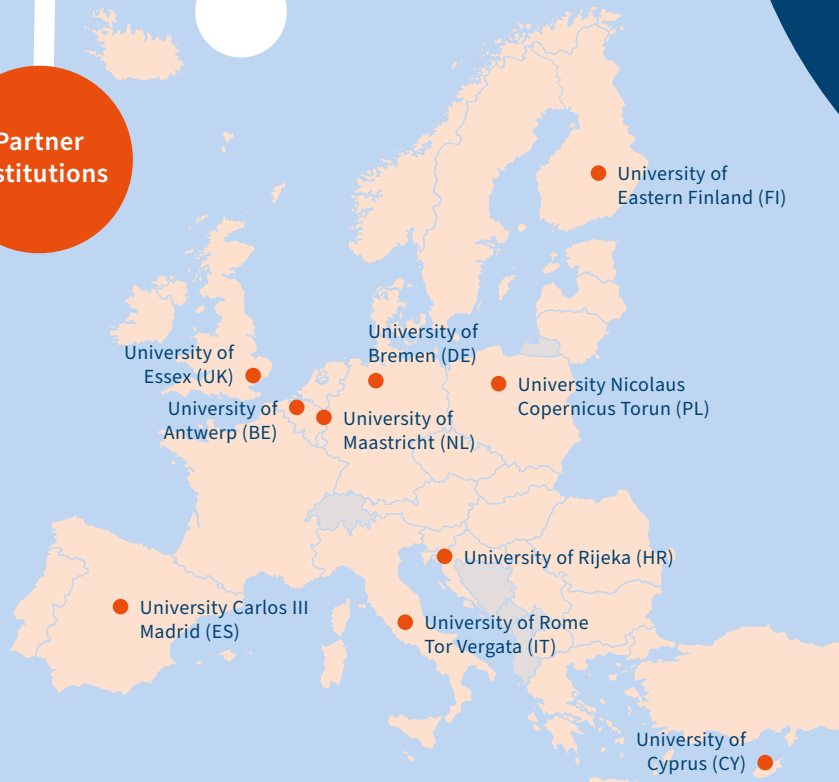 Partner
stitutions
University of
Eastern Finland (FI)
University of
Bremen (DE)
University of
Essex (UK)
University Nicolaus
Copernicus Torun (PL)
University of
Antwerp (BE)
University of
Maastricht (NL)
University of Rijeka (HR)
University Carlos III
Madrid (ES)
University of Rome
Tor Vergata (IT)
University of
Cyprus (CY)